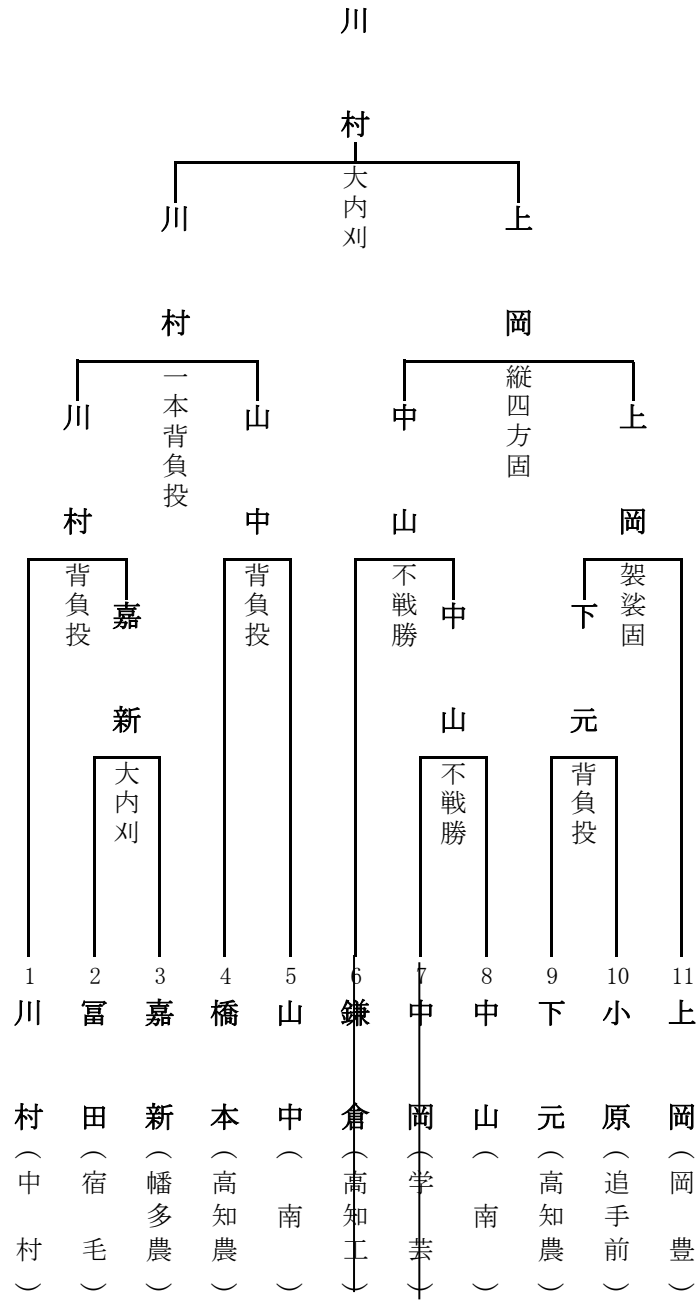 川村
大内刈
川村
上岡
一本背負投
縦四方固
川村
山中
中山
上岡
背負投
背負投
不戦勝
袈裟固
嘉新
中山
下元
大内刈
不戦勝
背負投
1 川村（中村）
2 冨田（宿毛）
3 嘉新（幡多農）
4 橋本（高知農）
5 山中（南）
6 鎌倉（高知工）
7 中岡（学芸）
8 中山（南）
9 下元（高知農）
10 小原（追手前）
11 上岡（岡豊）